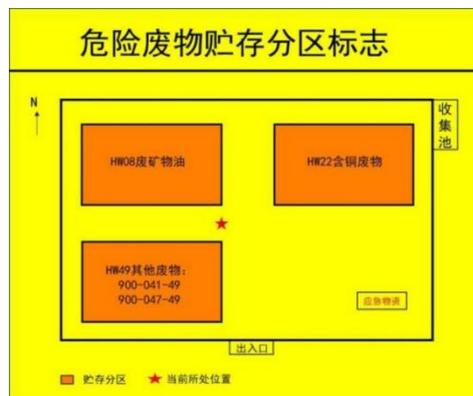 危险废物贮存分区标志
N
收集池
HW08废矿物油
HW22含铜废物
HW49其他废物：
900-041-49
900-047-49
应急物资
出入口
贮存分区
当前所处位置